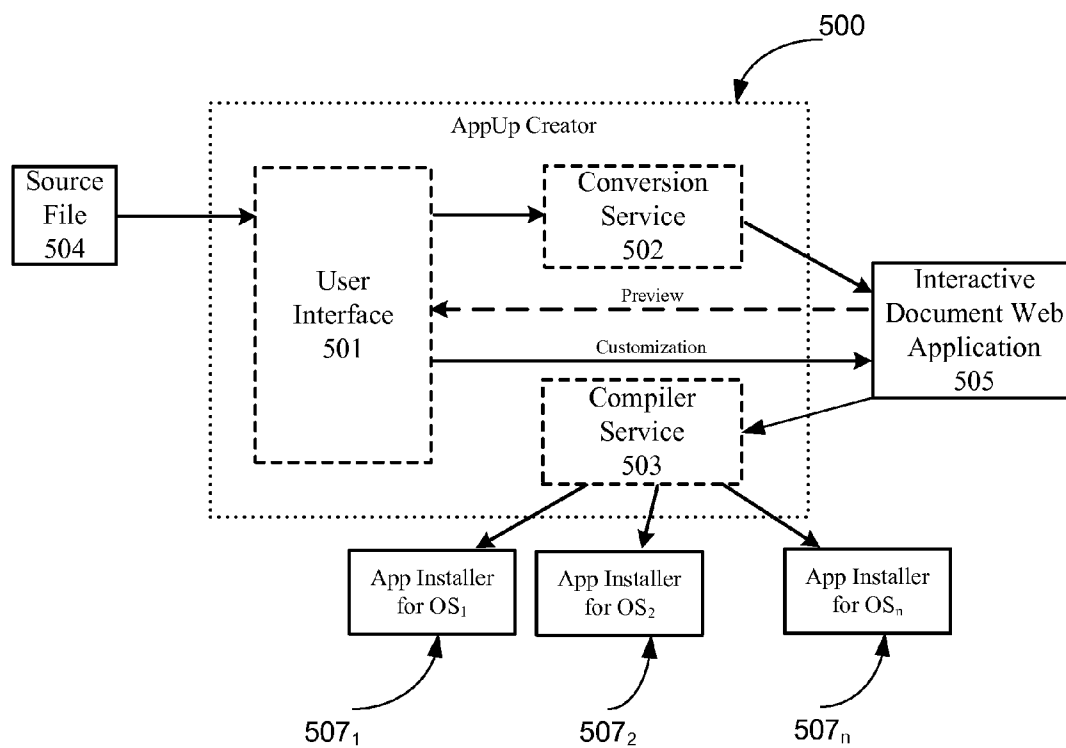 500
AppUp Creator
Source
File
504
Conversion
Service
502
User
Interface
501
Preview
Customization
Interactive
Document Web
Application
505
Compiler
Service
503
App Installer
for OS₁
App Installer
for OS₂
App Installer
for OSₙ
507₁
507₂
507ₙ